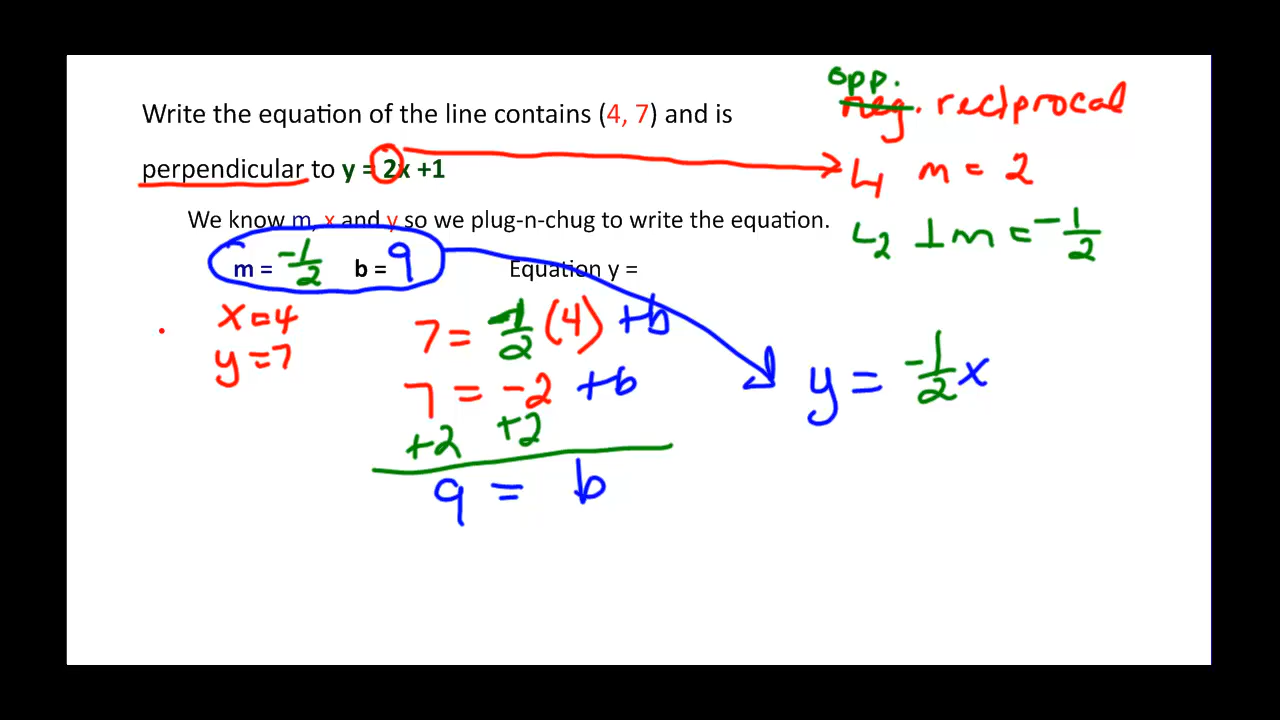 opp.
neg. reciprocal
Write the equation of the line contains (4, 7) and is
perpendicular to y = 2x +1
L1 m = 2
We know m, x and y so we plug-n-chug to write the equation.
L2 ⊥m = -1/2
m = -1/2 b = 9 Equation y =
x=4
y=7
7 = -1/2 (4) +b
7 = -2 +b
+2 +2
9 = b
y = -1/2 x